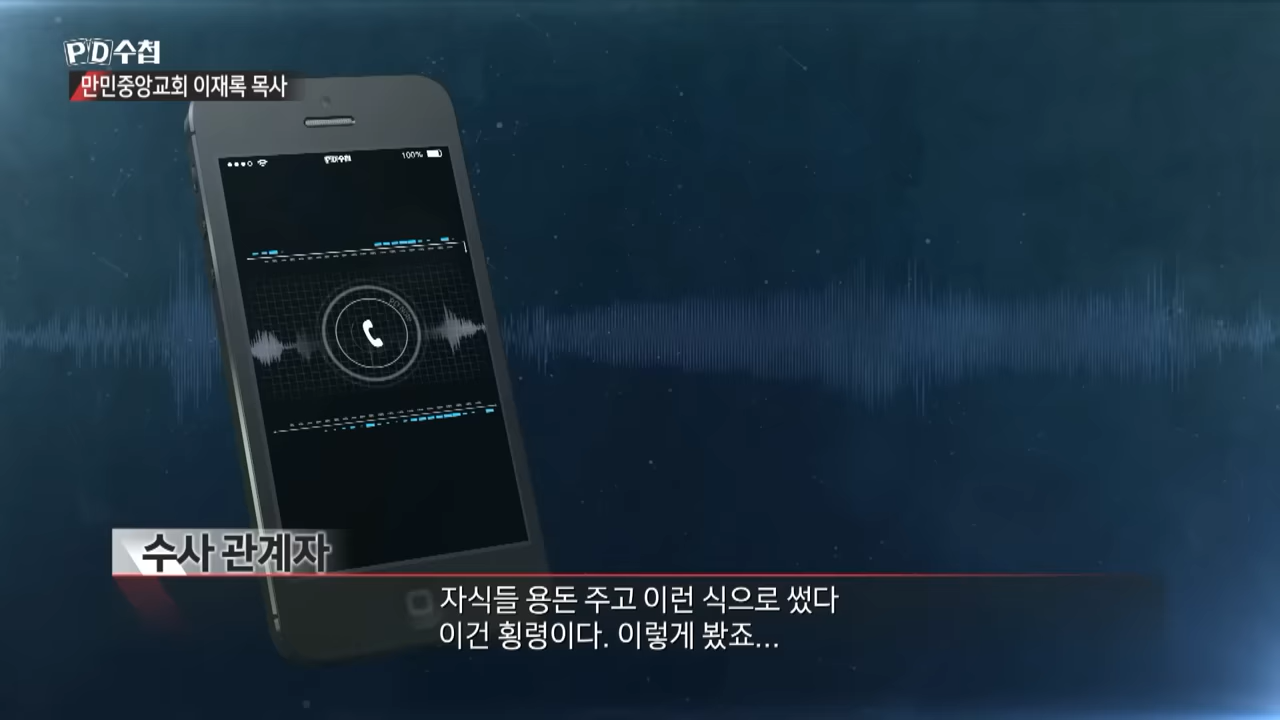 PD수첩
만민중앙교회 이재록 목사
PD수첩
100%
수사 관계자
자식들 용돈 주고 이런 식으로 썼다
이건 횡령이다. 이렇게 봤죠...